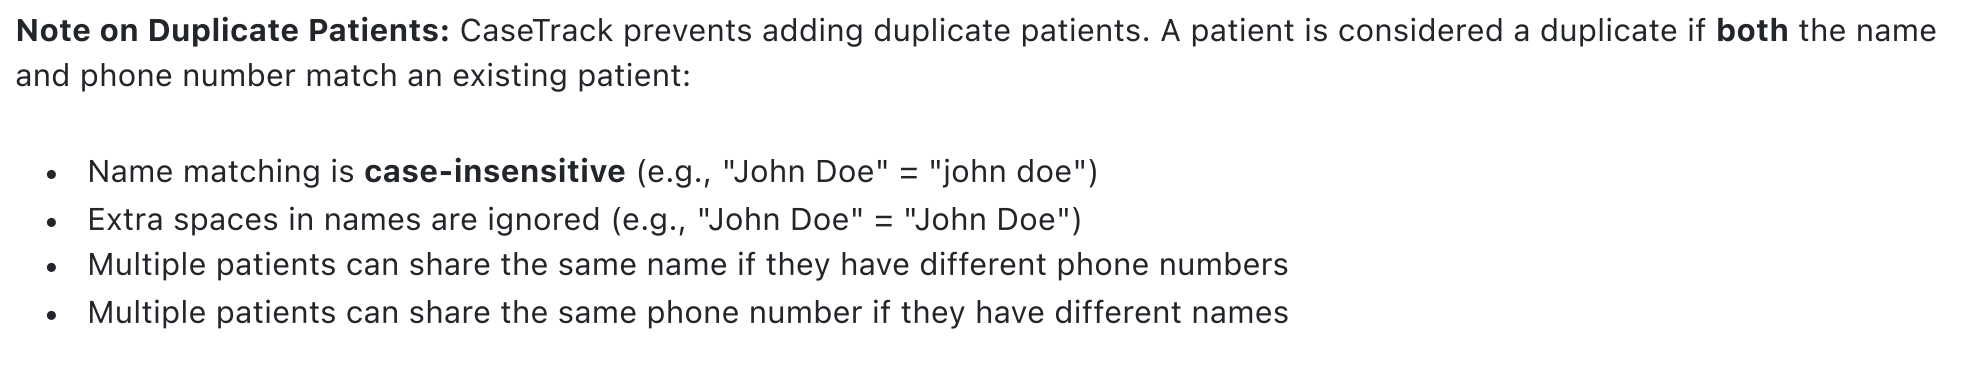 Note on Duplicate Patients: CaseTrack prevents adding duplicate patients. A patient is considered a duplicate if both the name
and phone number match an existing patient:
• Name matching is case-insensitive (e.g., "John Doe" = "john doe")
• Extra spaces in names are ignored (e.g., "John Doe" = "John Doe")
• Multiple patients can share the same name if they have different phone numbers
• Multiple patients can share the same phone number if they have different names